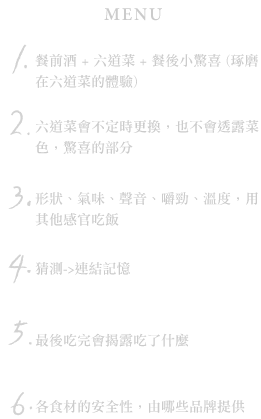 MENU
1. 餐前酒 + 六道菜 + 餐後小驚喜 (琢磨
在六道菜的體驗)
2. 六道菜會不定時更換，也不會透露菜
色，驚喜的部分
3. 形狀、氣味、聲音、嚼勁、溫度，用
其他感官吃飯
4. 猜測->連結記憶
5. 最後吃完會揭露吃了什麼
6. 各食材的安全性，由哪些品牌提供